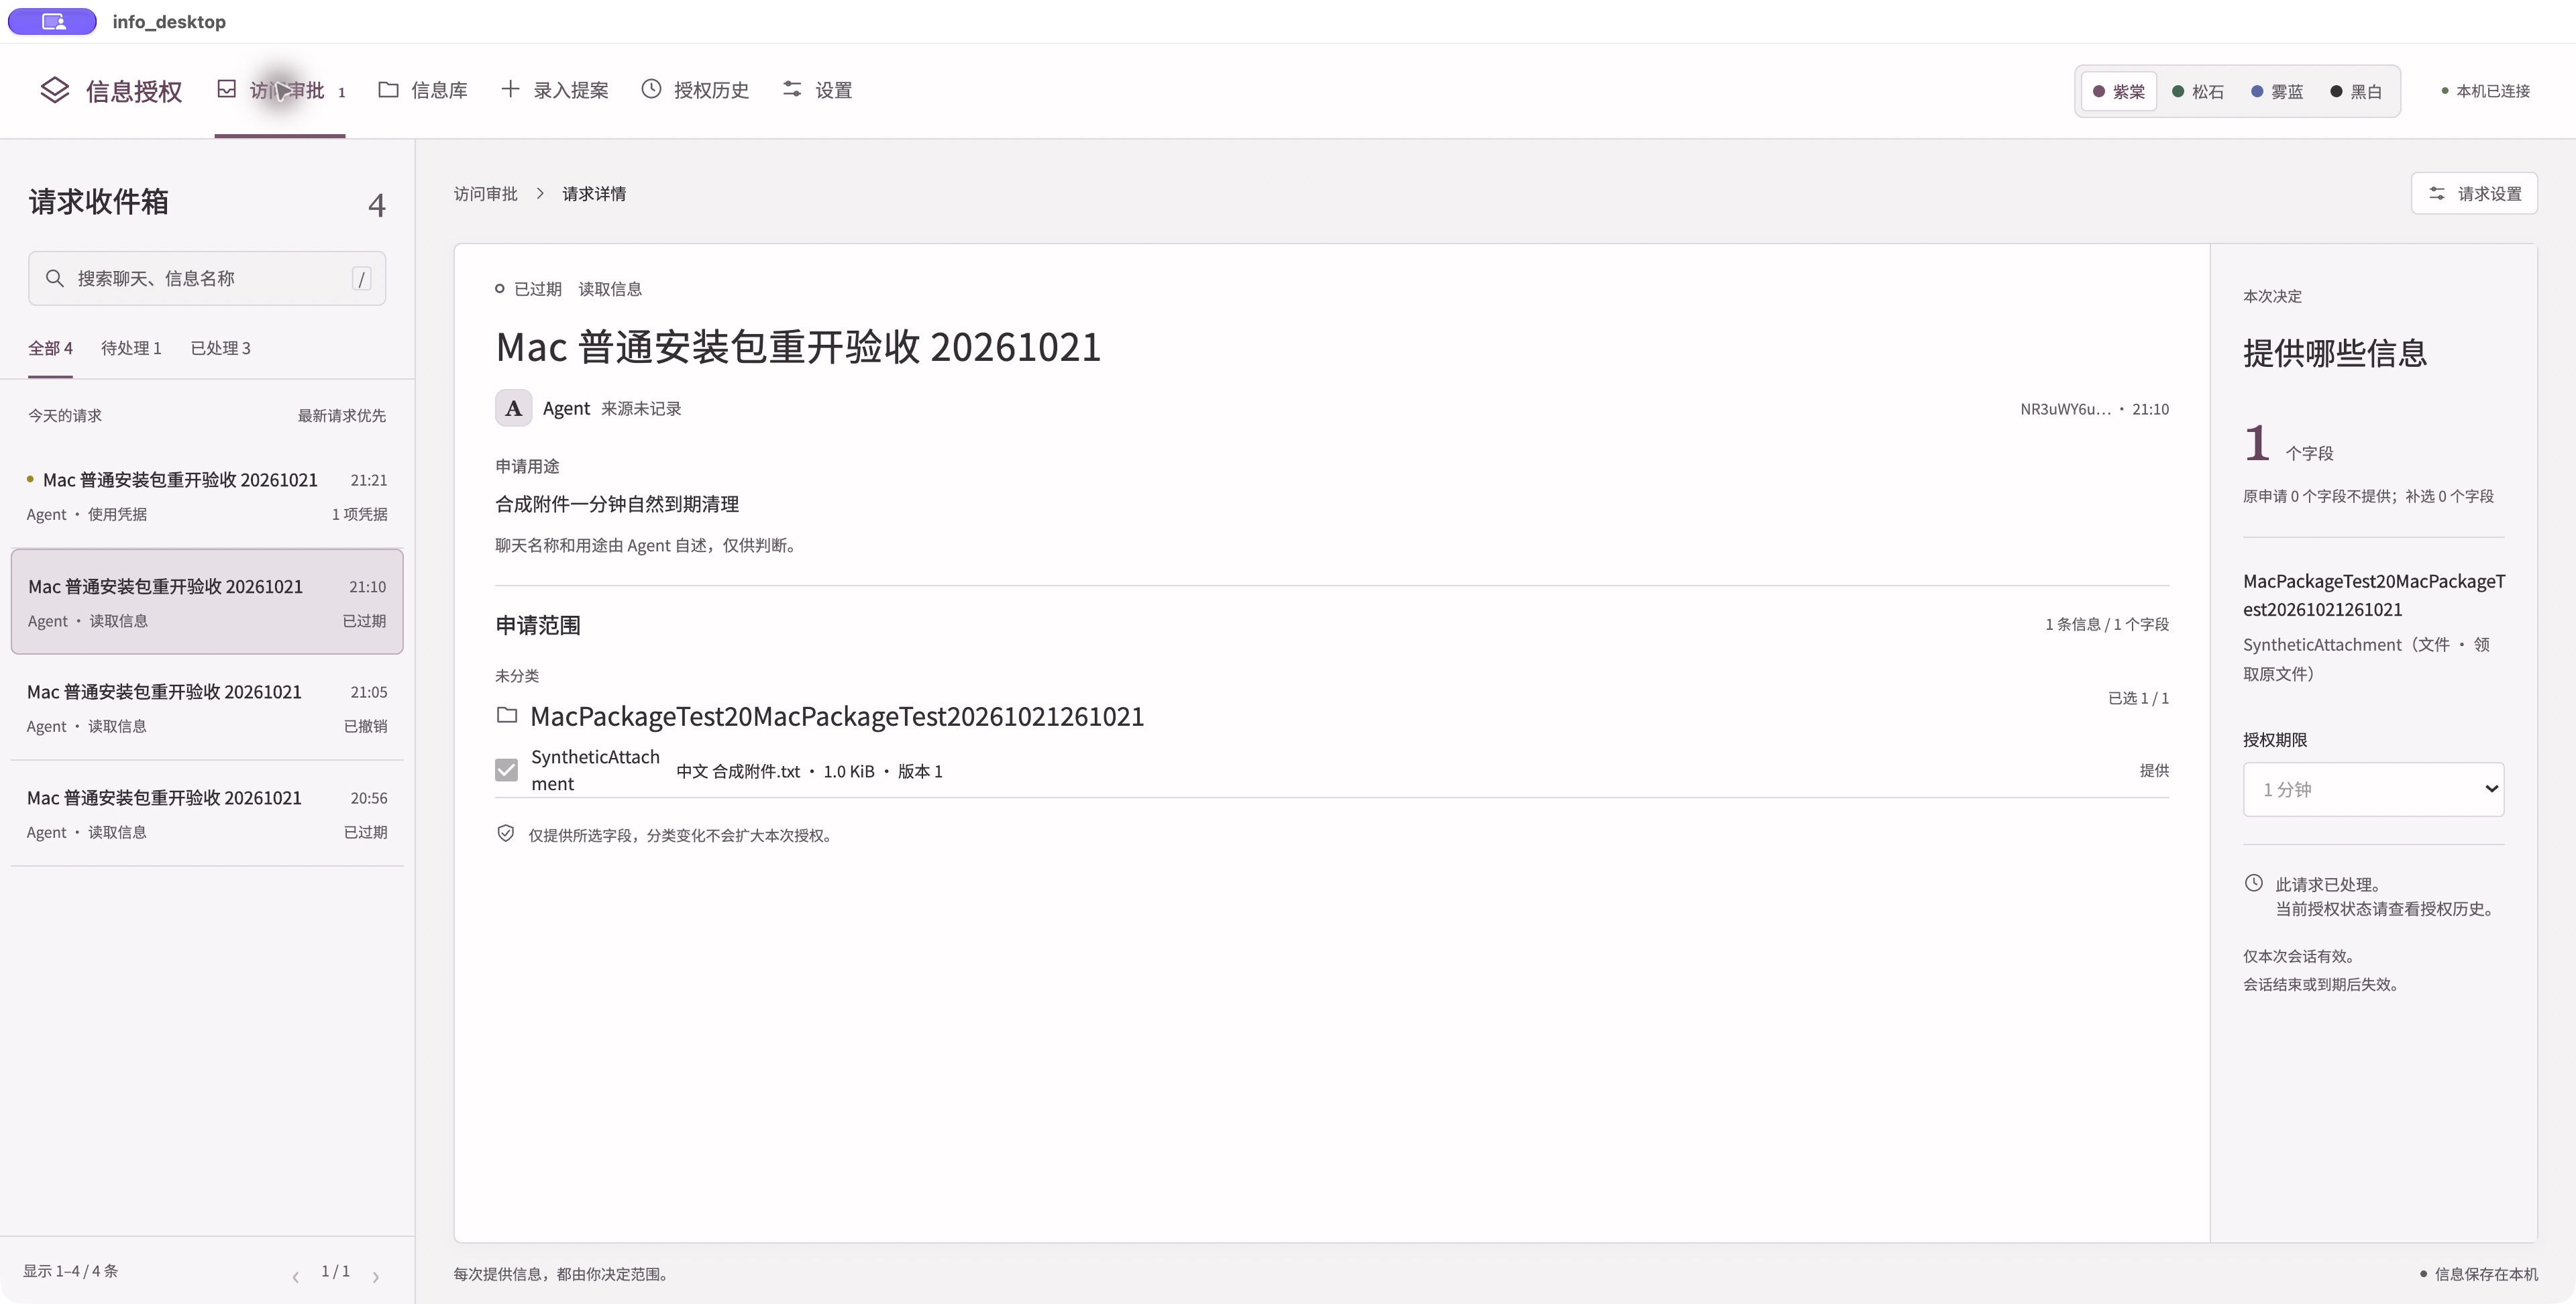 info_desktop
信息授权
访问审批 1
信息库
录入提案
授权历史
设置
紫棠
松石
雾蓝
黑白
本机已连接
请求收件箱
4
搜索聊天、信息名称
/
全部 4
待处理 1
已处理 3
今天的请求
最新请求优先
Mac 普通安装包重开验收 20261021 21:21
Agent · 使用凭据 1 项凭据
Mac 普通安装包重开验收 20261021 21:10
Agent · 读取信息 已过期
Mac 普通安装包重开验收 20261021 21:05
Agent · 读取信息 已撤销
Mac 普通安装包重开验收 20261021 20:56
Agent · 读取信息 已过期
显示 1–4 / 4 条
‹ 1 / 1 ›
访问审批 > 请求详情
请求设置
已过期 读取信息
Mac 普通安装包重开验收 20261021
A Agent 来源未记录
NR3uWY6u… · 21:10
申请用途
合成附件一分钟自然到期清理
聊天名称和用途由 Agent 自述，仅供判断。
申请范围
1 条信息 / 1 个字段
未分类
MacPackageTest20MacPackageTest20261021261021
已选 1 / 1
SyntheticAttach
ment
中文 合成附件.txt · 1.0 KiB · 版本 1
提供
仅提供所选字段，分类变化不会扩大本次授权。
本次决定
提供哪些信息
1 个字段
原申请 0 个字段不提供；补选 0 个字段
MacPackageTest20MacPackageT
est20261021261021
SyntheticAttachment（文件 · 领
取原文件）
授权期限
1 分钟
此请求已处理。
当前授权状态请查看授权历史。
仅本次会话有效。
会话结束或到期后失效。
每次提供信息，都由你决定范围。
信息保存在本机